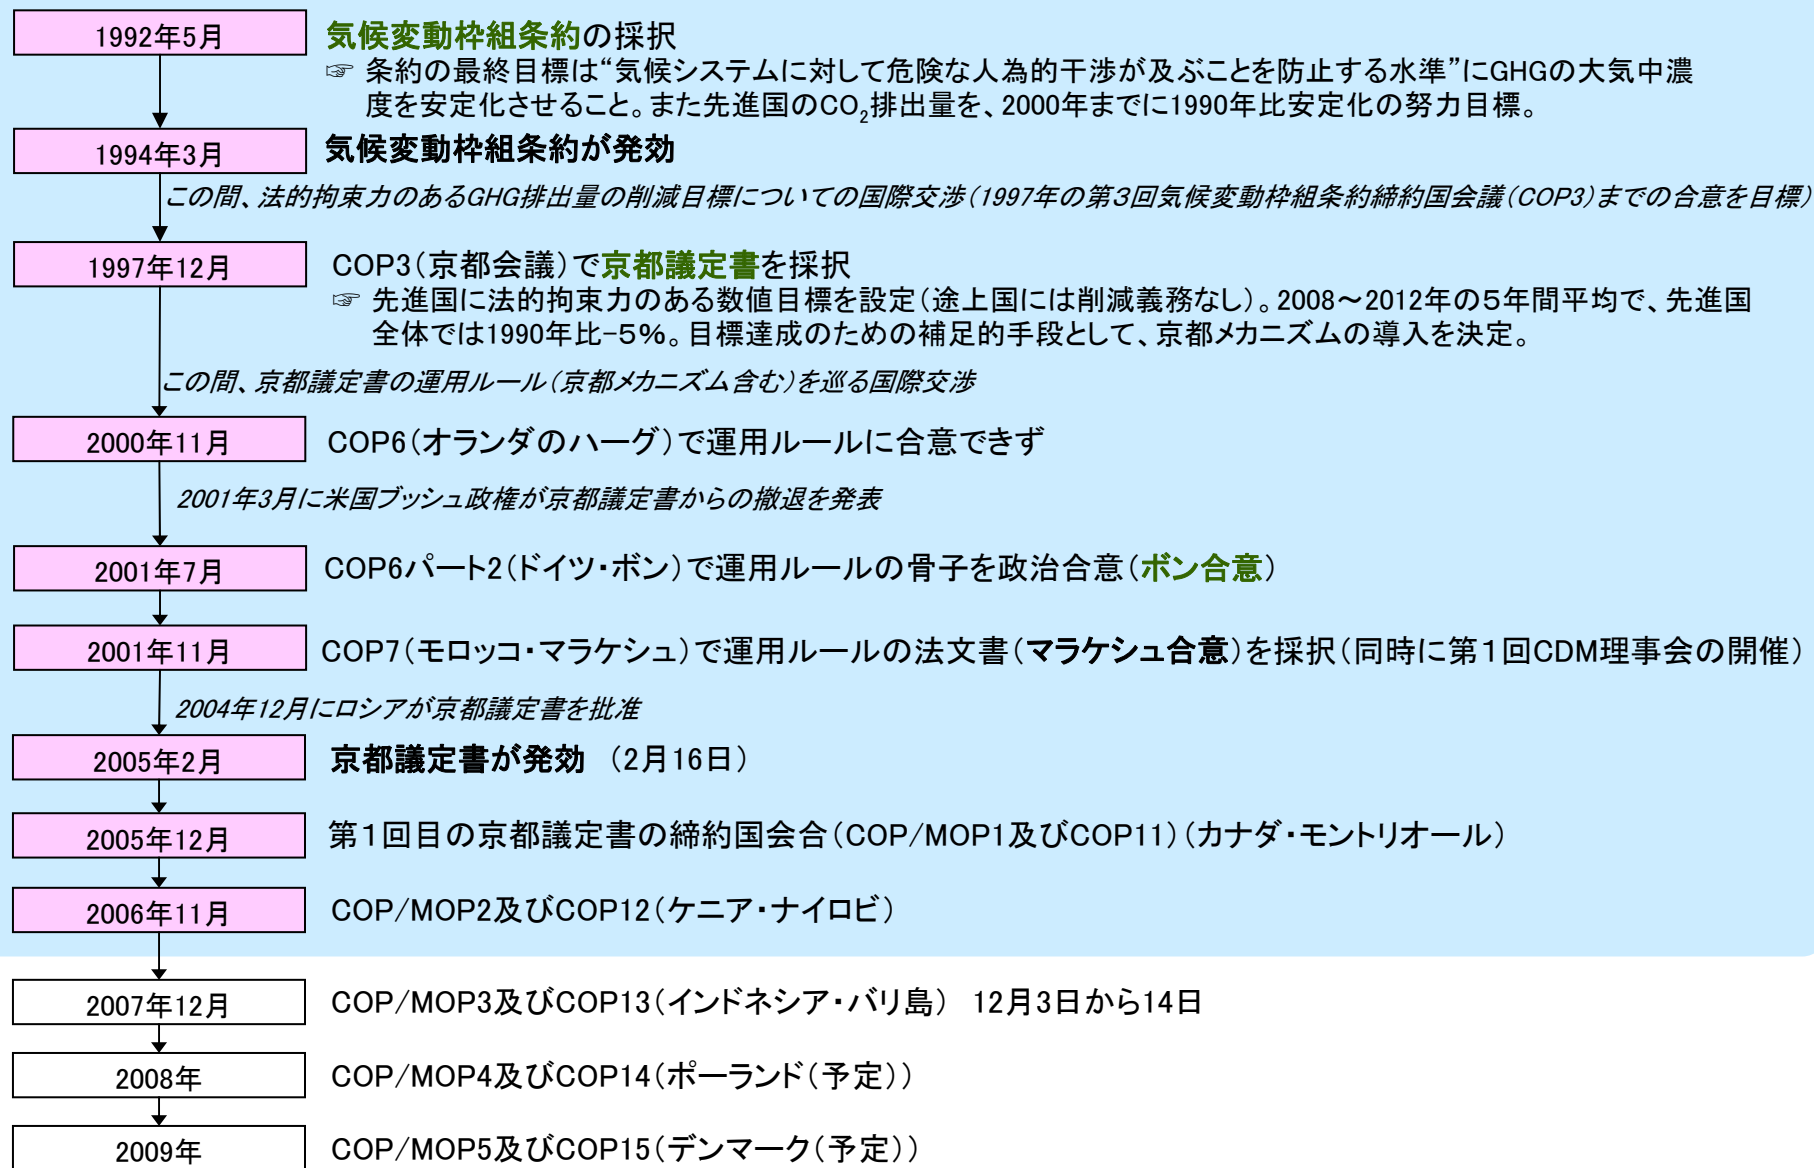 1992年5月 気候変動枠組条約の採択
☞ 条約の最終目標は“気候システムに対して危険な人為的干渉が及ぶことを防止する水準”にGHGの大気中濃
度を安定化させること。また先進国のCO₂排出量を、2000年までに1990年比安定化の努力目標。
1994年3月 気候変動枠組条約が発効
この間、法的拘束力のあるGHG排出量の削減目標についての国際交渉（1997年の第３回気候変動枠組条約締約国会議（COP3）までの合意を目標）
1997年12月 COP3（京都会議）で京都議定書を採択
☞ 先進国に法的拘束力のある数値目標を設定（途上国には削減義務なし）。2008～2012年の５年間平均で、先進国
全体では1990年比-５％。目標達成のための補足的手段として、京都メカニズムの導入を決定。
この間、京都議定書の運用ルール（京都メカニズム含む）を巡る国際交渉
2000年11月 COP6（オランダのハーグ）で運用ルールに合意できず
2001年3月に米国ブッシュ政権が京都議定書からの撤退を発表
2001年7月 COP6パート2（ドイツ・ボン）で運用ルールの骨子を政治合意（ボン合意）
2001年11月 COP7（モロッコ・マラケシュ）で運用ルールの法文書（マラケシュ合意）を採択（同時に第１回CDM理事会の開催）
2004年12月にロシアが京都議定書を批准
2005年2月 京都議定書が発効 （2月16日）
2005年12月 第１回目の京都議定書の締約国会合（COP/MOP1及びCOP11）（カナダ・モントリオール）
2006年11月 COP/MOP2及びCOP12（ケニア・ナイロビ）
2007年12月 COP/MOP3及びCOP13（インドネシア・バリ島） 12月3日から14日
2008年 COP/MOP4及びCOP14（ポーランド（予定））
2009年 COP/MOP5及びCOP15（デンマーク（予定））